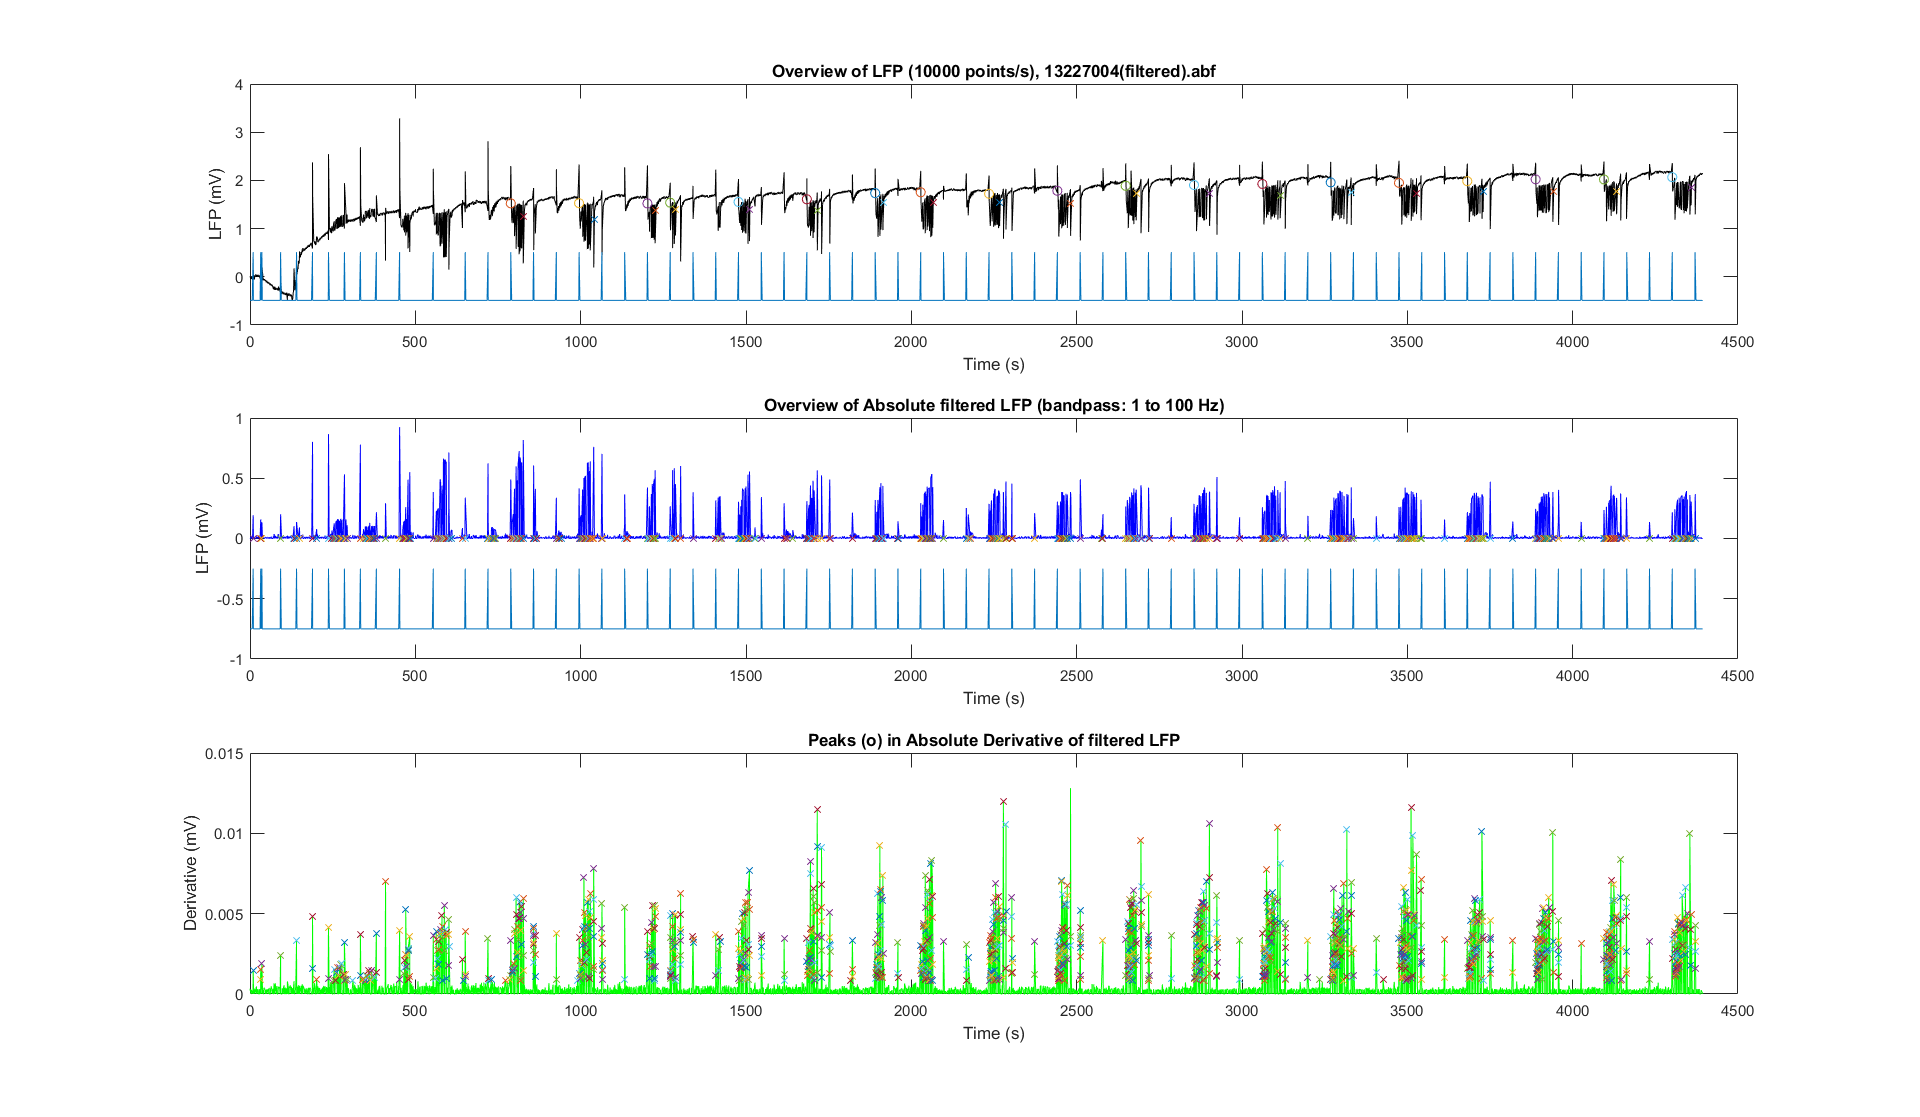 Overview of LFP (10000 points/s), 13227004(filtered).abf
4
3
2
1
0
-1
LFP (mV)
0 500 1000 1500 2000 2500 3000 3500 4000 4500
Time (s)
Overview of Absolute filtered LFP (bandpass: 1 to 100 Hz)
1
0.5
0
-0.5
-1
LFP (mV)
0 500 1000 1500 2000 2500 3000 3500 4000 4500
Time (s)
Peaks (o) in Absolute Derivative of filtered LFP
0.015
0.01
0.005
0
Derivative (mV)
0 500 1000 1500 2000 2500 3000 3500 4000 4500
Time (s)